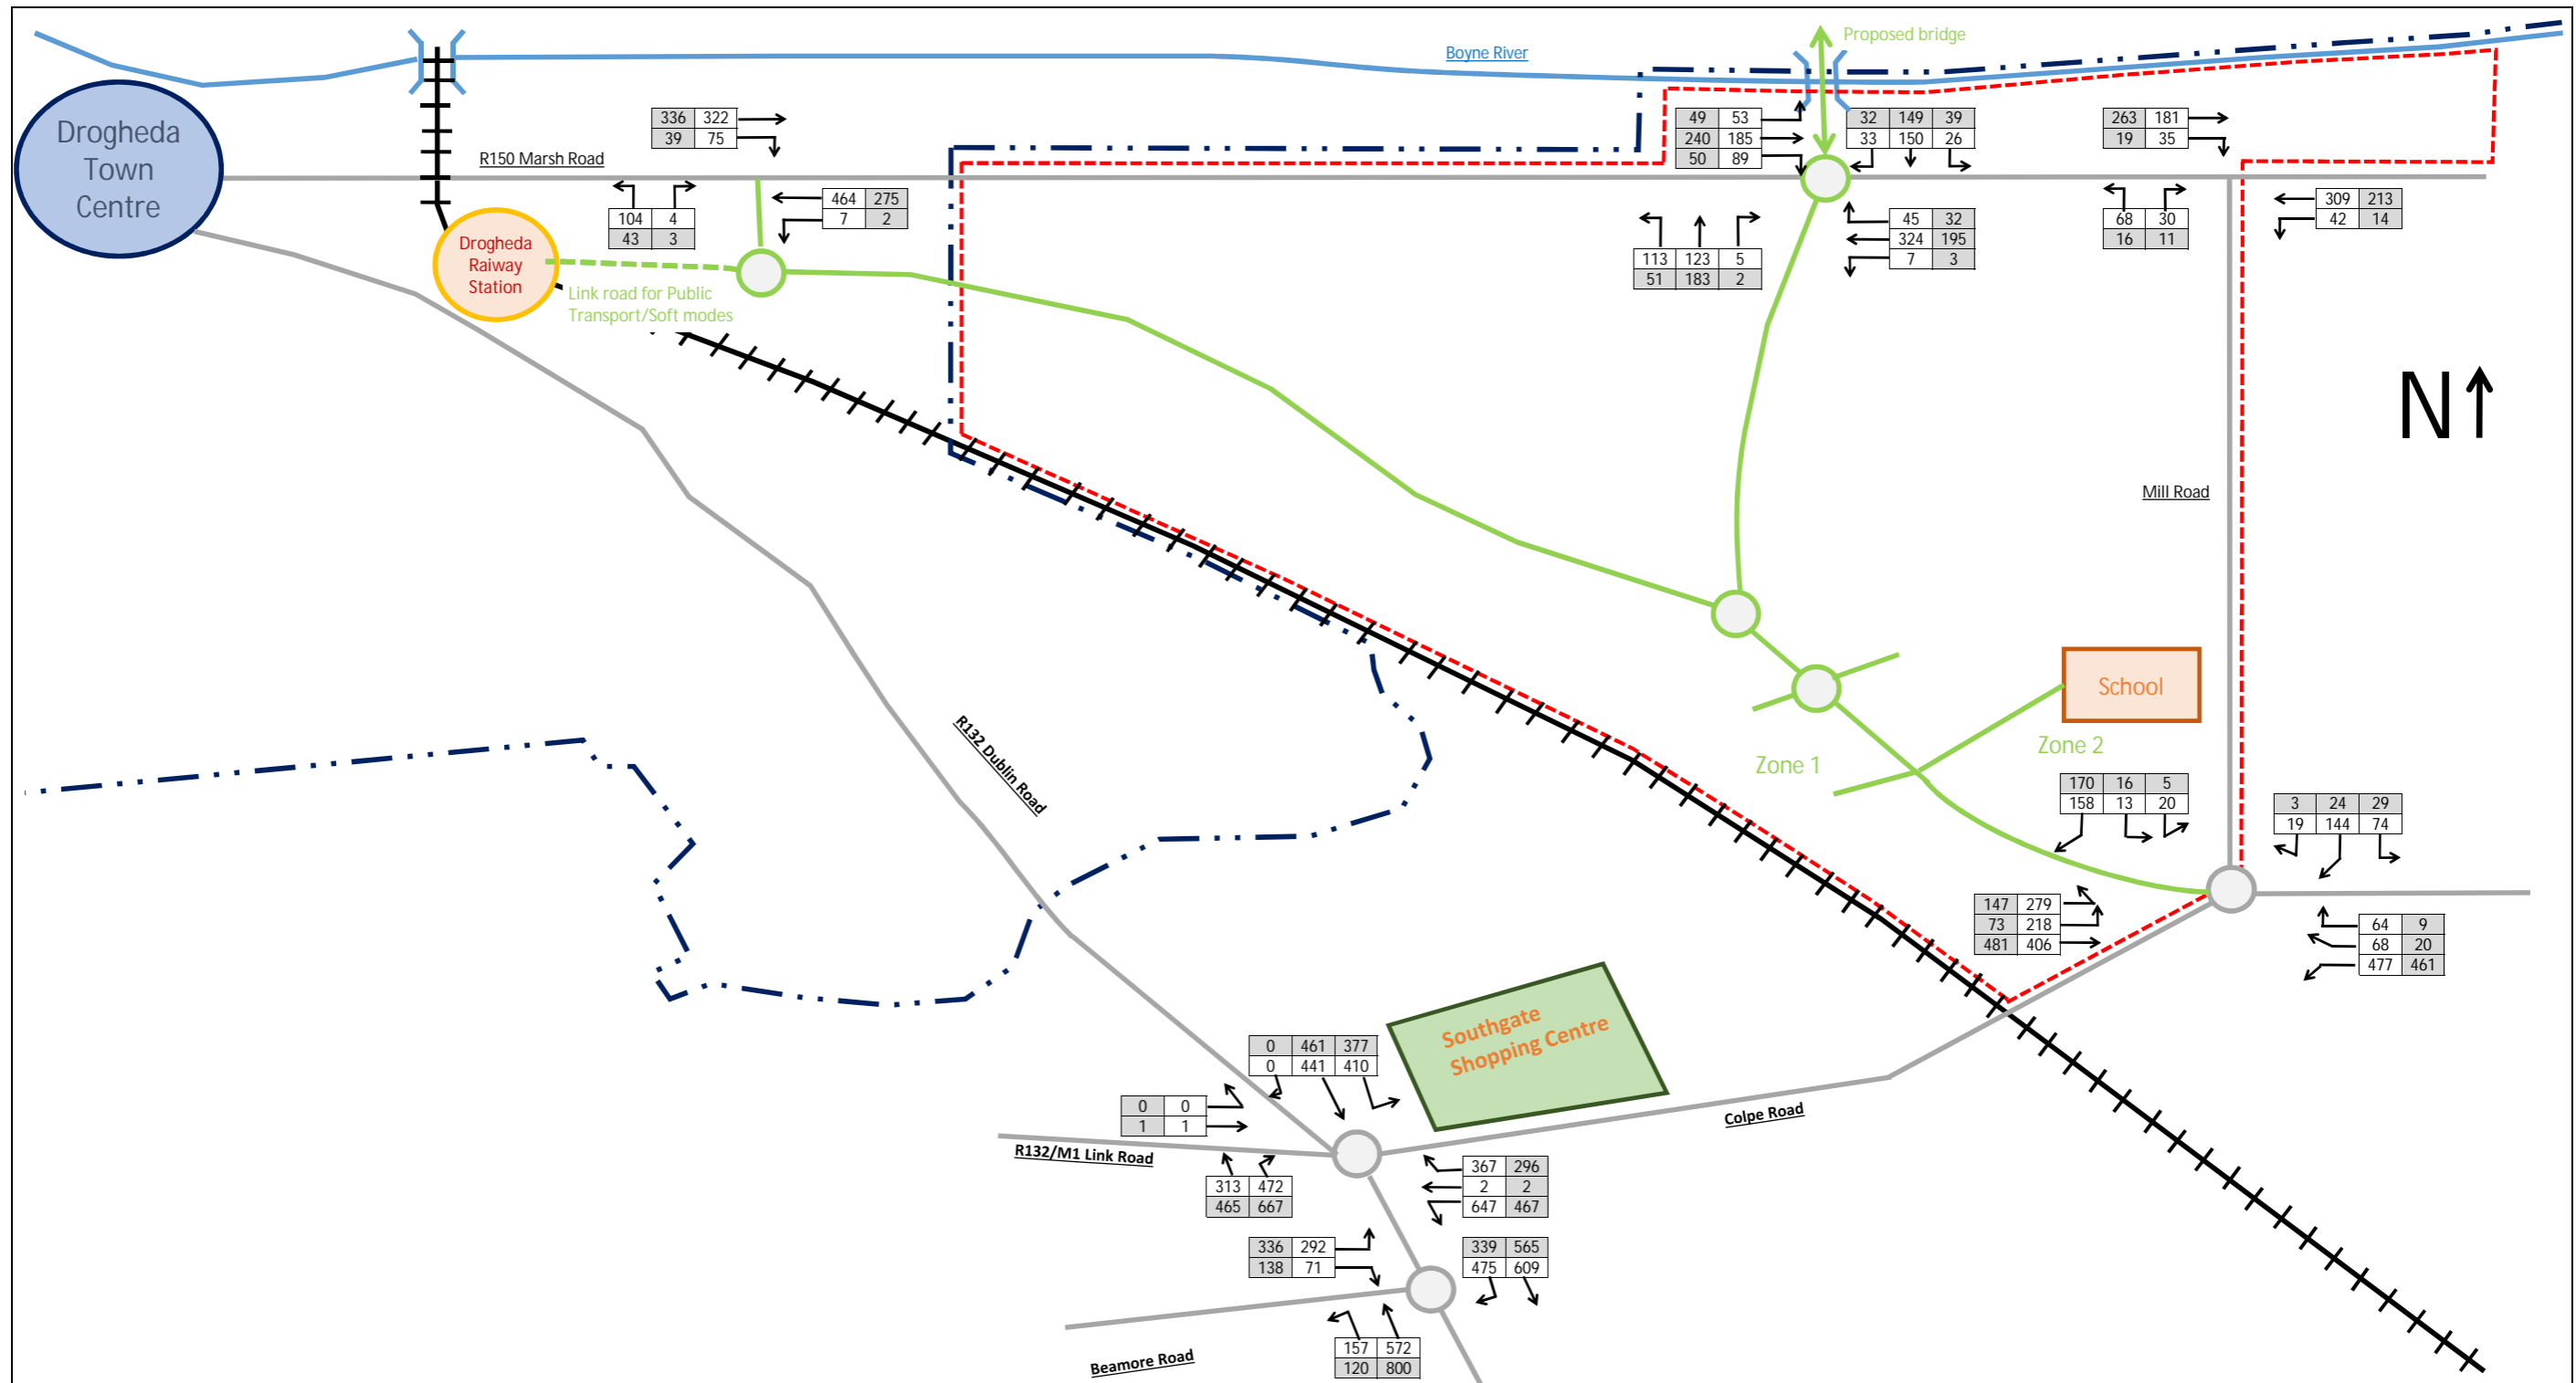 Proposed bridge
Boyne River
Drogheda
Town
Centre
336 322
39 75
R150 Marsh Road
104 4
43 3
464 275
7 2
49 53
240 185
50 89
32 149 39
33 150 26
263 181
19 35
113 123 5
51 183 2
45 32
324 195
7 3
68 30
16 11
309 213
42 14
Drogheda
Raiway
Station
Link road for Public
Transport/Soft modes
N
Mill Road
School
Zone 2
Zone 1
R132 Dublin Road
170 16 5
158 13 20
3 24 29
19 144 74
147 279
73 218
481 406
64 9
68 20
477 461
Southgate
Shopping Centre
0 461 377
0 441 410
0 0
1 1
Colpe Road
R132/M1 Link Road
313 472
465 667
367 296
2 2
647 467
336 292
138 71
339 565
475 609
Beamore Road
157 572
120 800